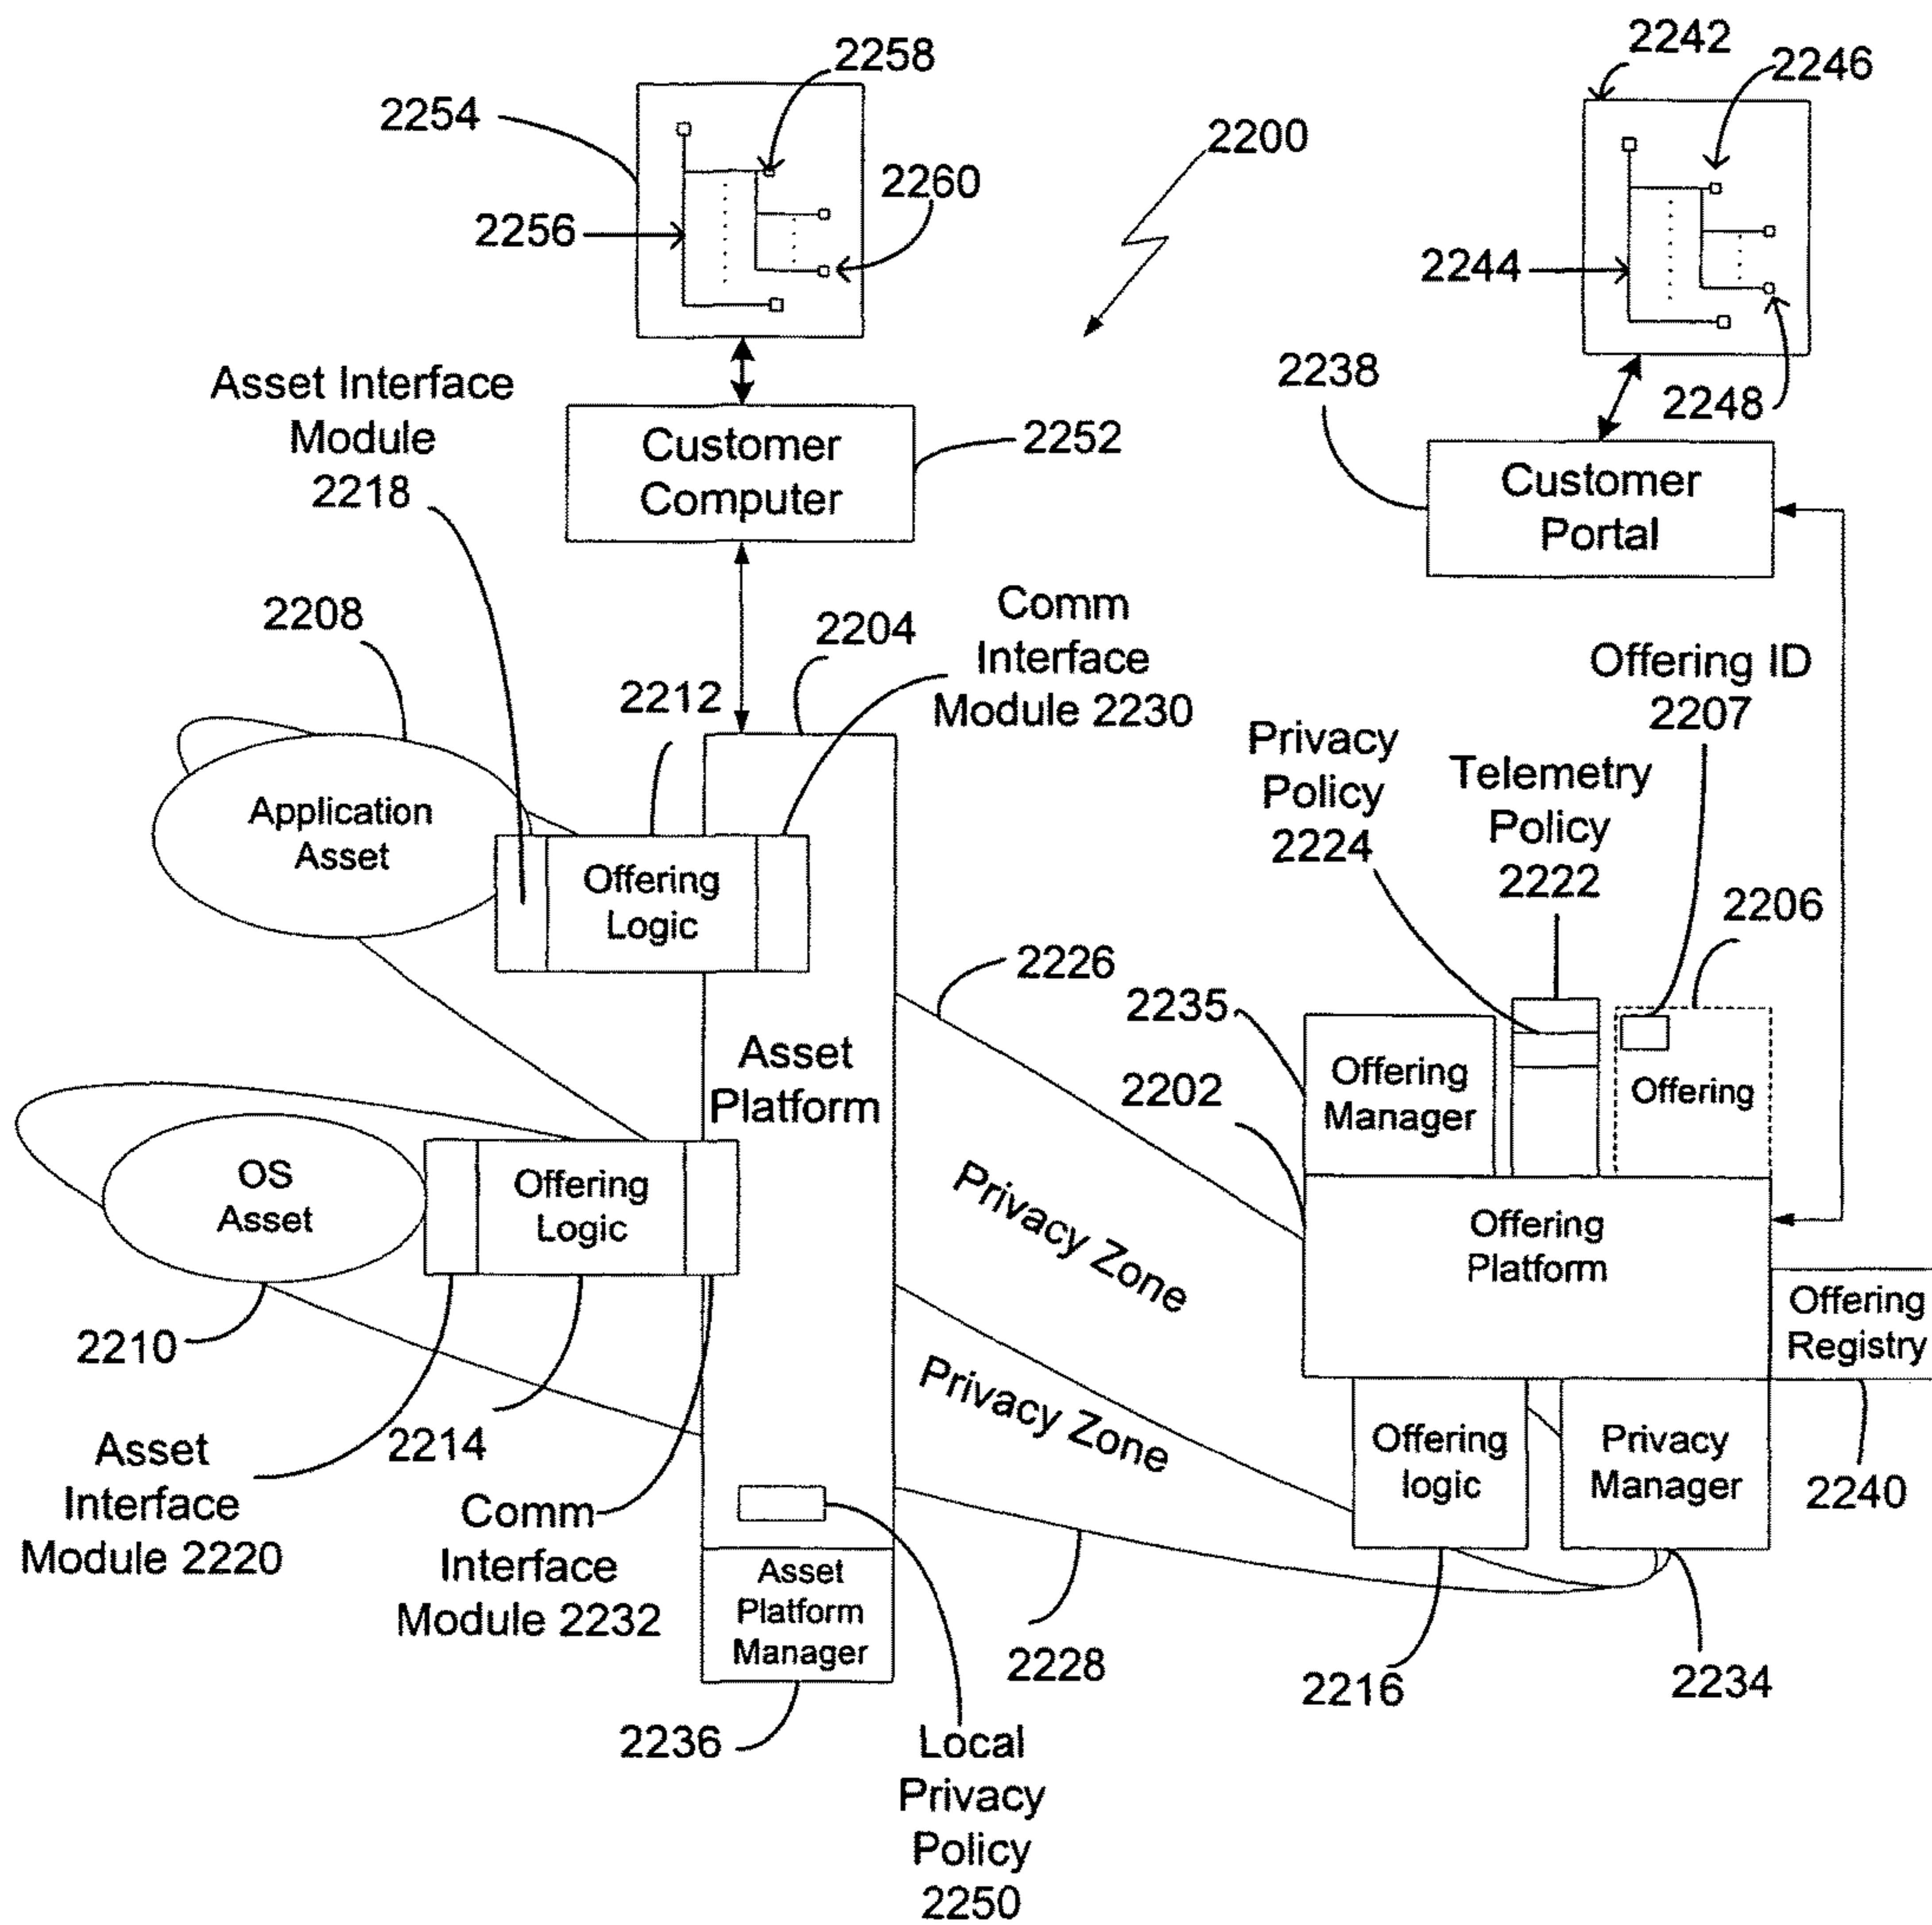 2258
2242
2246
2254
2200
2260
2256
2244
2238
2248
Asset Interface
Module
2218
Customer
Computer
2252
Customer
Portal
2208
2204
Comm
Interface
Module 2230
2212
Offering ID
2207
Privacy
Policy
2224
Telemetry
Policy
2222
2206
Application
Asset
Offering
Logic
2226
2235
Asset
Platform
2202
Offering
Manager
Offering
OS
Asset
Offering
Logic
Privacy Zone
Offering
Platform
Offering
Registry
2210
Privacy Zone
2214
Asset
Interface
Module 2220
Comm
Interface
Module 2232
Offering
logic
Privacy
Manager
2240
Asset
Platform
Manager
2228
2216
2234
2236
Local
Privacy
Policy
2250